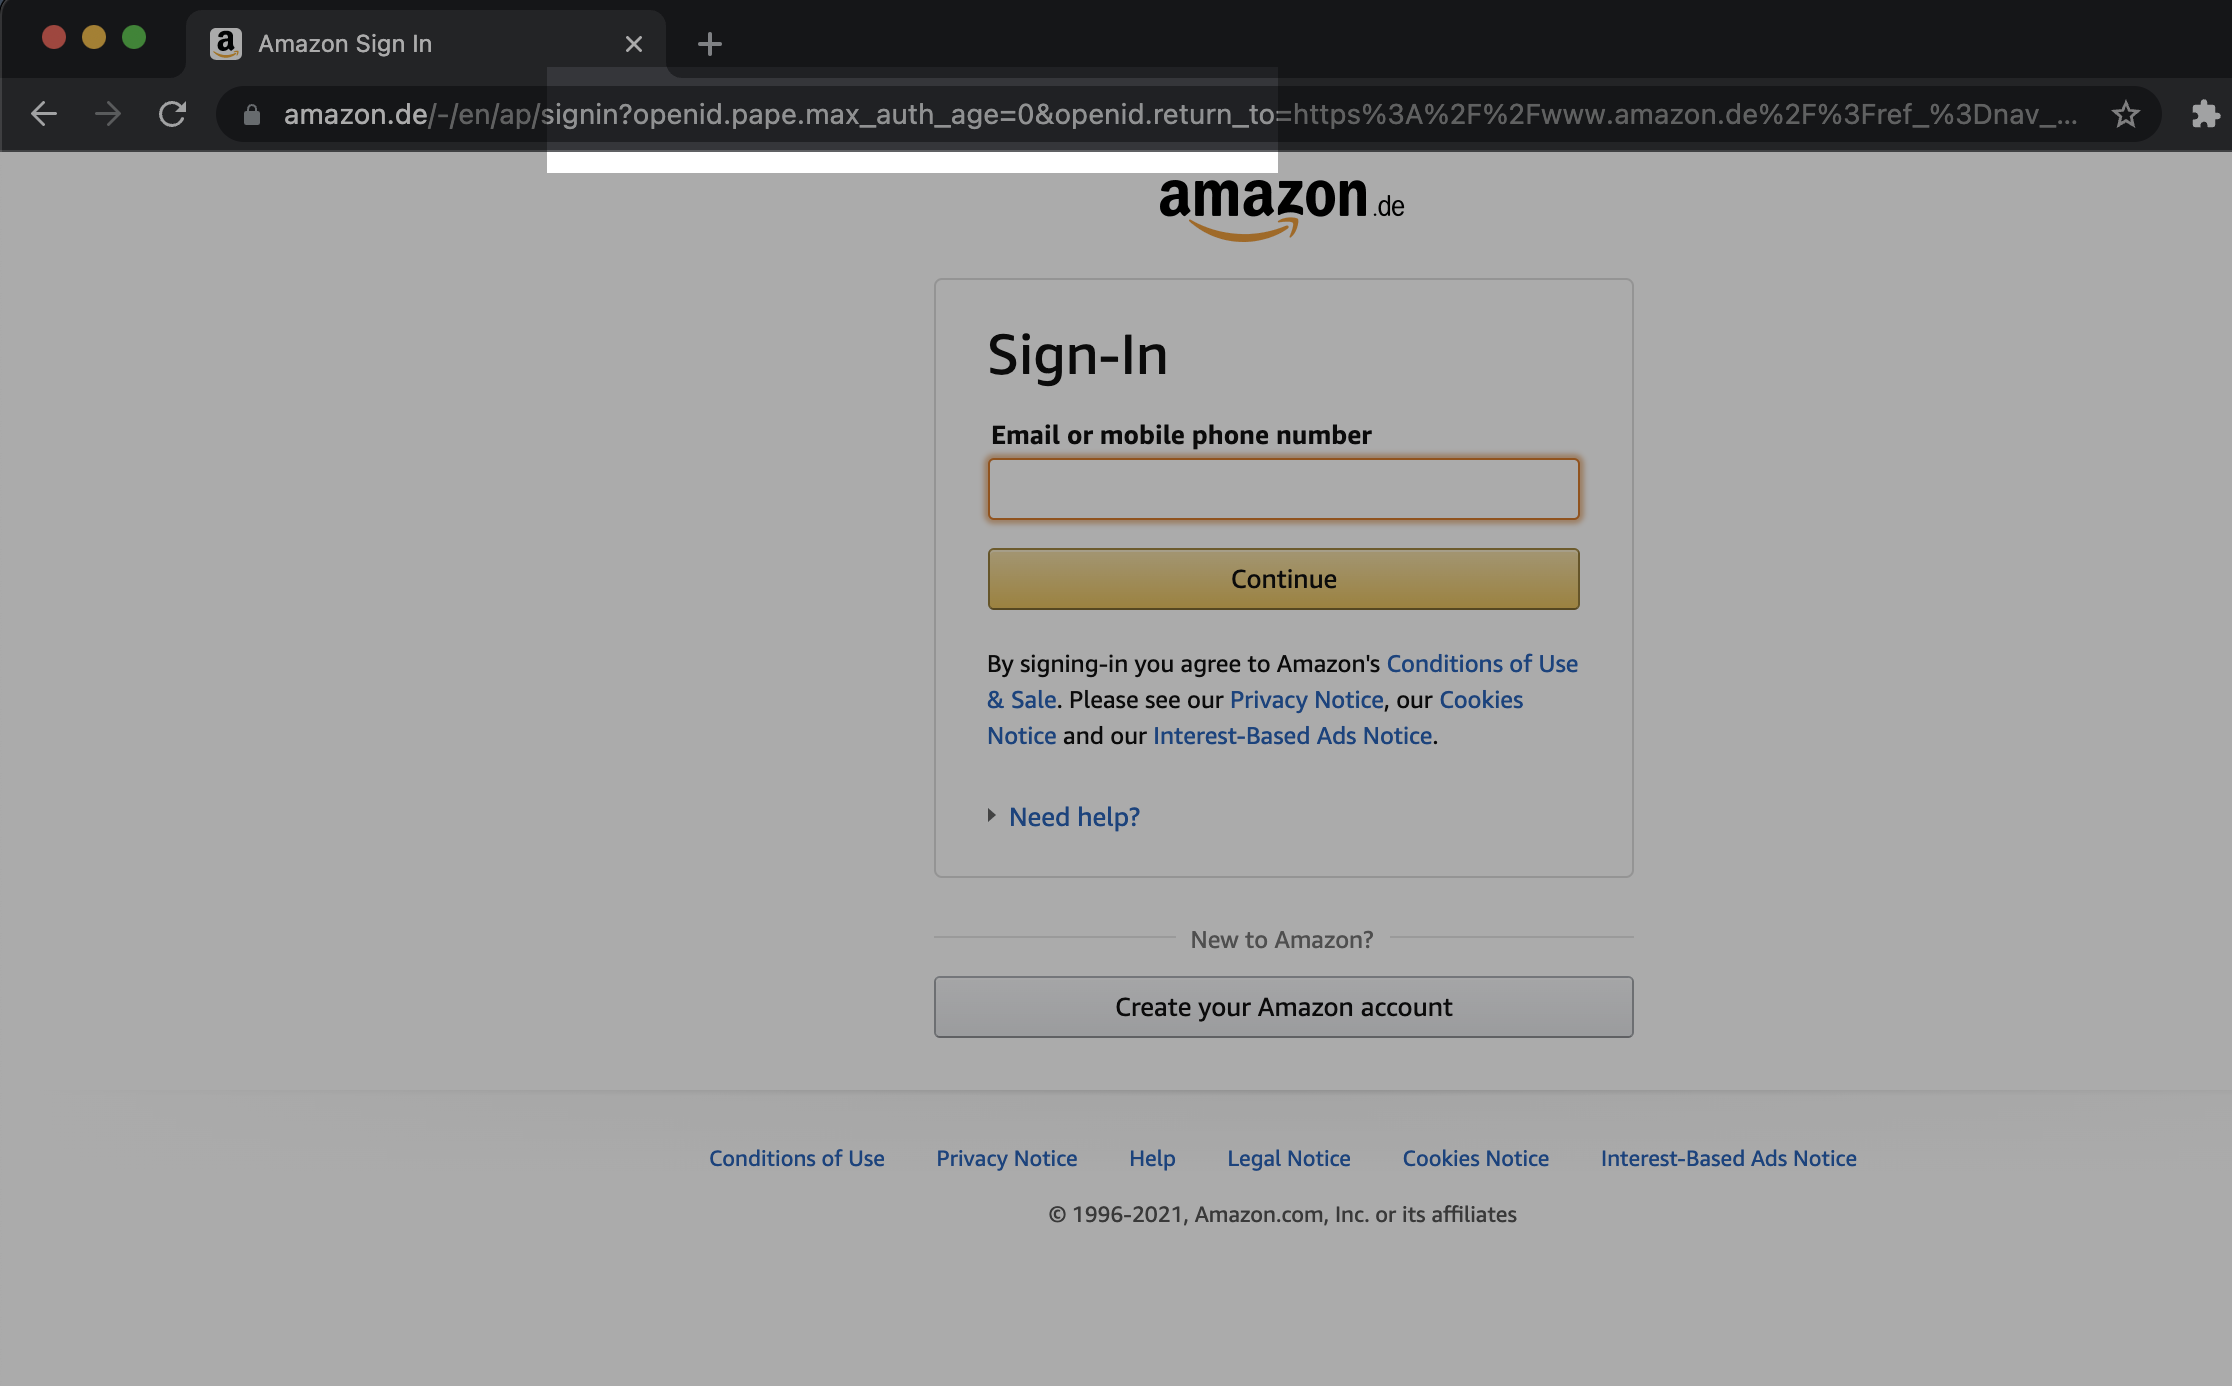 Amazon Sign In
amazon.de/-/en/ap/signin?openid.pape.max_auth_age=0&openid.return_to=https%3A%2F%2Fwww.amazon.de%2F%3Fref_%3Dnav_...
amazon.de
Sign-In
Email or mobile phone number
Continue
By signing-in you agree to Amazon's Conditions of Use
& Sale. Please see our Privacy Notice, our Cookies
Notice and our Interest-Based Ads Notice.
Need help?
New to Amazon?
Create your Amazon account
Conditions of Use Privacy Notice Help Legal Notice Cookies Notice Interest-Based Ads Notice
© 1996-2021, Amazon.com, Inc. or its affiliates